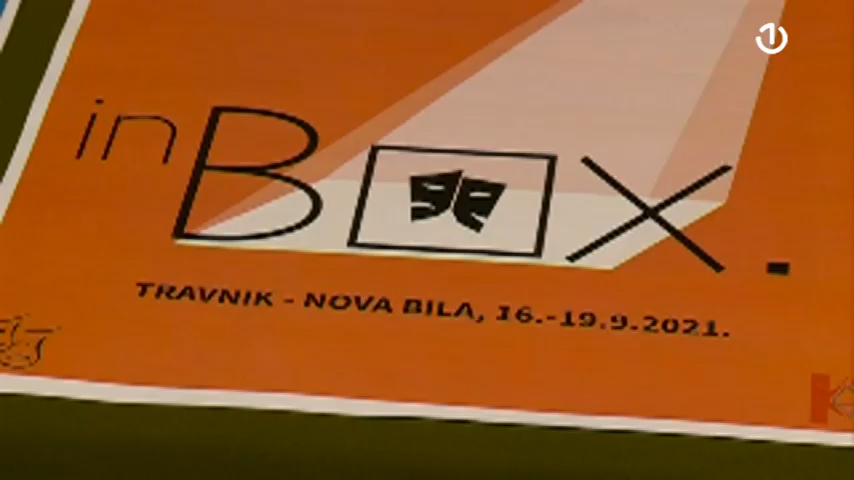 inBOX.
TRAVNIK - NOVA BILA, 16.-19.9.2021.